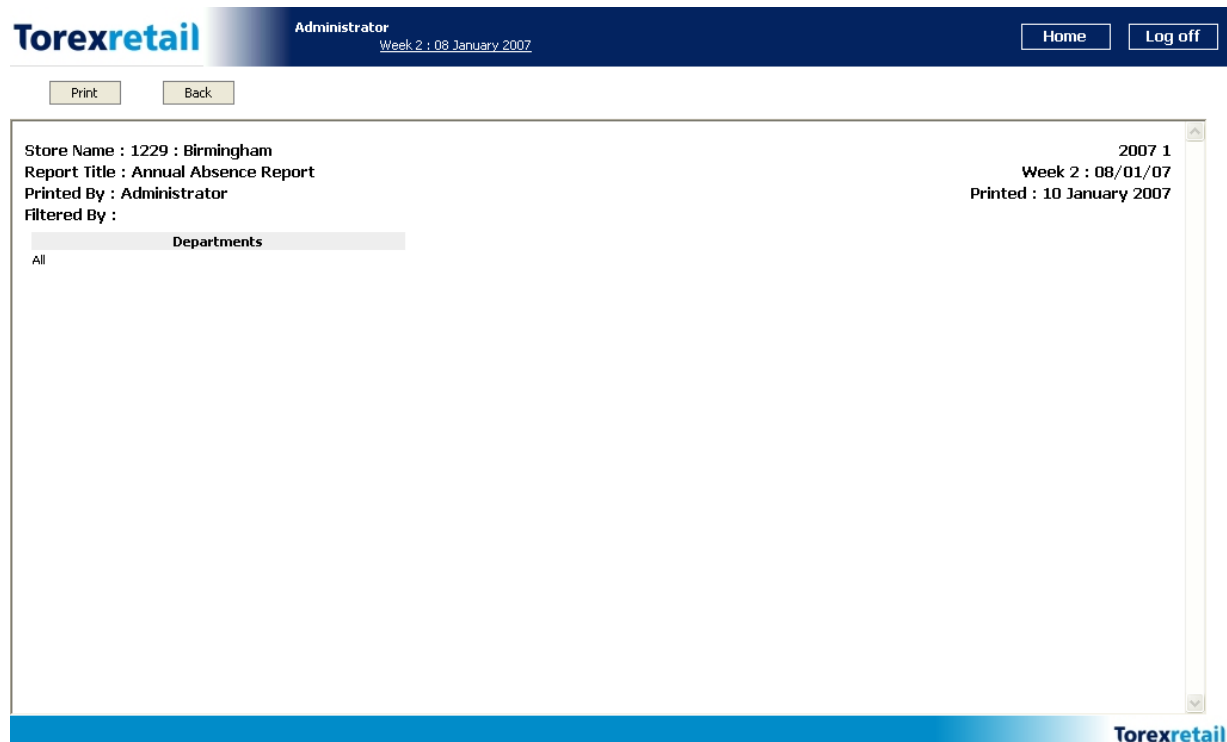 Torexretail
Administrator
Week 2 : 08 January 2007
Home
Log off
Print
Back
Store Name : 1229 : Birmingham
2007 1
Report Title : Annual Absence Report
Week 2 : 08/01/07
Printed By : Administrator
Printed : 10 January 2007
Filtered By :
Departments
All
Torexretail